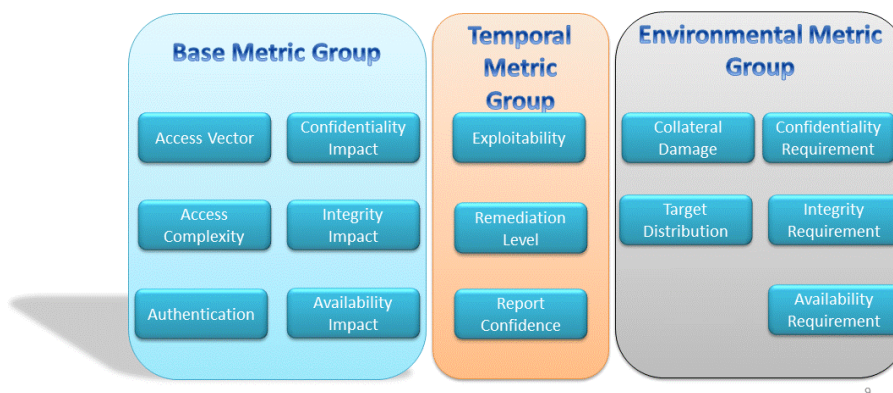 Base Metric Group
Access Vector
Confidentiality
Impact
Access
Complexity
Integrity
Impact
Authentication
Availability
Impact
Temporal
Metric
Group
Exploitability
Remediation
Level
Report
Confidence
Environmental Metric
Group
Collateral
Damage
Confidentiality
Requirement
Target
Distribution
Integrity
Requirement
Availability
Requirement
9